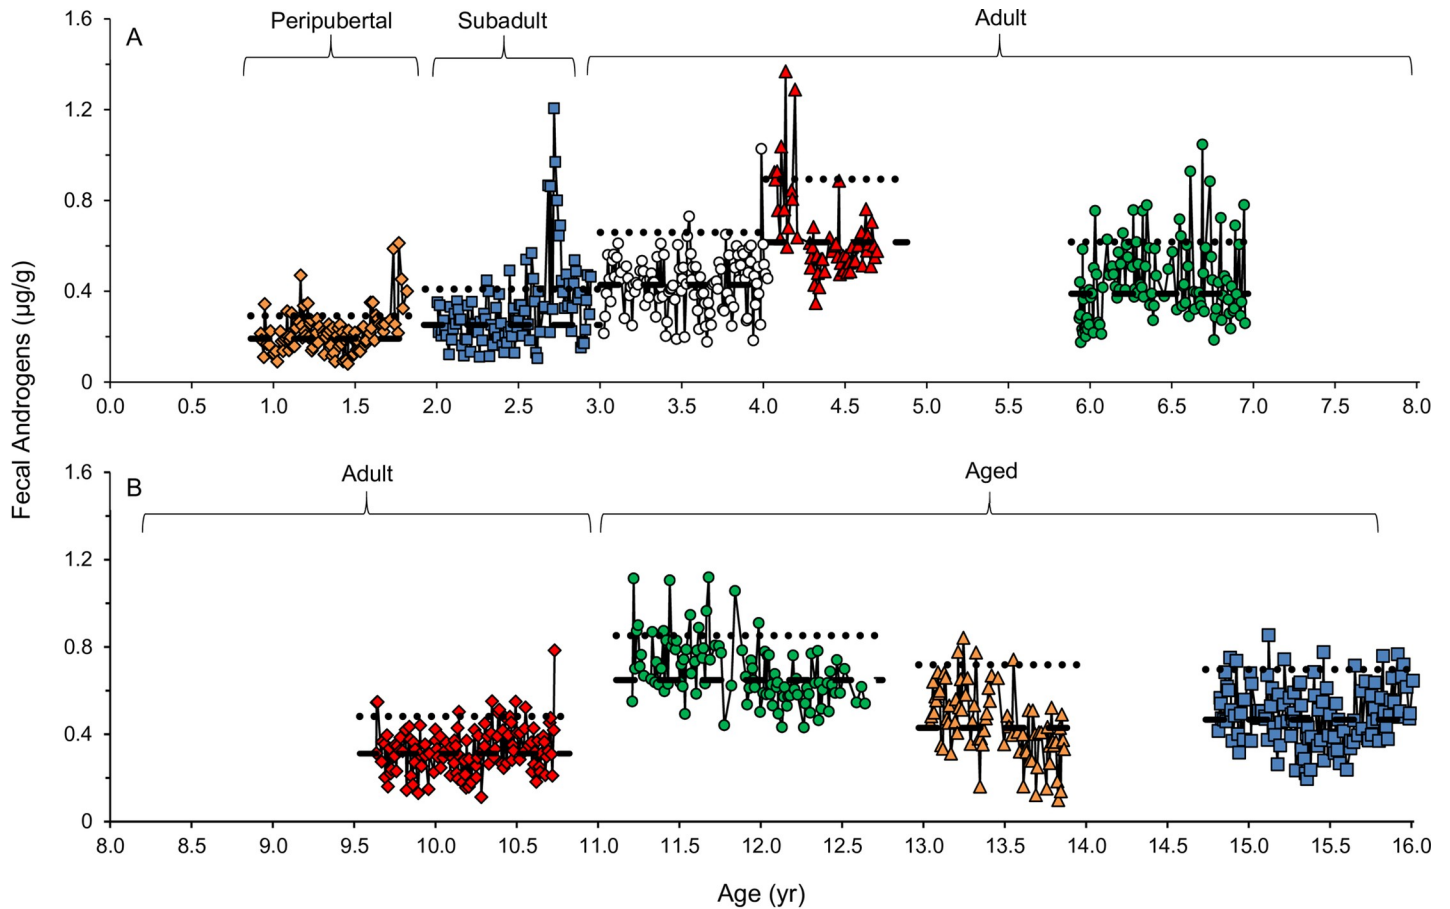 Peripubertal Subadult Adult
A
1.6
1.2
0.8
0.4
0
0.0 0.5 1.0 1.5 2.0 2.5 3.0 3.5 4.0 4.5 5.0 5.5 6.0 6.5 7.0 7.5 8.0
Fecal Androgens (µg/g)
Adult Aged
B
1.6
1.2
0.8
0.4
0
8.0 8.5 9.0 9.5 10.0 10.5 11.0 11.5 12.0 12.5 13.0 13.5 14.0 14.5 15.0 15.5 16.0
Age (yr)